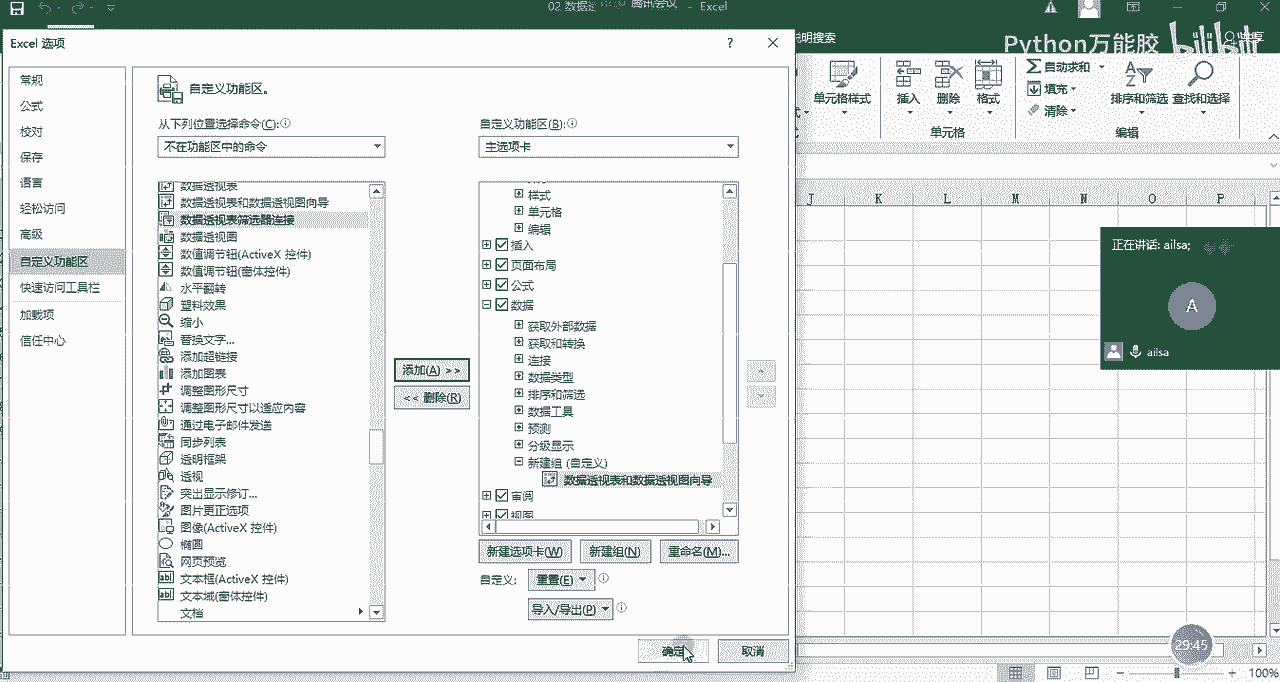 02 数据 腾讯会议 - Excel
Excel 选项
?
明搜索
Python万能胶 bilibili
常规
公式
校对
保存
语言
轻松访问
高级
自定义功能区
快速访问工具栏
加载项
信任中心
自定义功能区。
从下列位置选择命令(C):
不在功能区中的命令
数据透视表
数据透视表和数据透视图向导
数据透视表筛选器连接
数据透视图
数值调节钮(ActiveX 控件)
数值调节钮(窗体控件)
水平翻转
塑料效果
缩小
替换文字...
添加超链接
添加图表
调整图形尺寸
调整图形尺寸以适应内容
通过电子邮件发送
同步列表
透明框架
透视
突出显示修订...
图片更正选项
图像(ActiveX 控件)
椭圆
网页预览
文本框(ActiveX 控件)
文本域(窗体控件)
文档
添加(A) >>
<< 删除(R)
自定义功能区(B):
主选项卡
样式
单元格
编辑
插入
页面布局
公式
数据
获取外部数据
获取和转换
连接
数据类型
排序和筛选
数据工具
预测
分级显示
新建组 (自定义)
数据透视表和数据透视图向导
审阅
视图
新建选项卡(W)
新建组(N)
重命名(M)...
自定义:
重置(E)
导入/导出(P)
确定
取消
单元格样式
插入
删除
格式
单元格
自动求和
填充
清除
排序和筛选
查找和选择
编辑
J K L M N O P
正在讲话: ailsa;
A
ailsa
29:45
100%